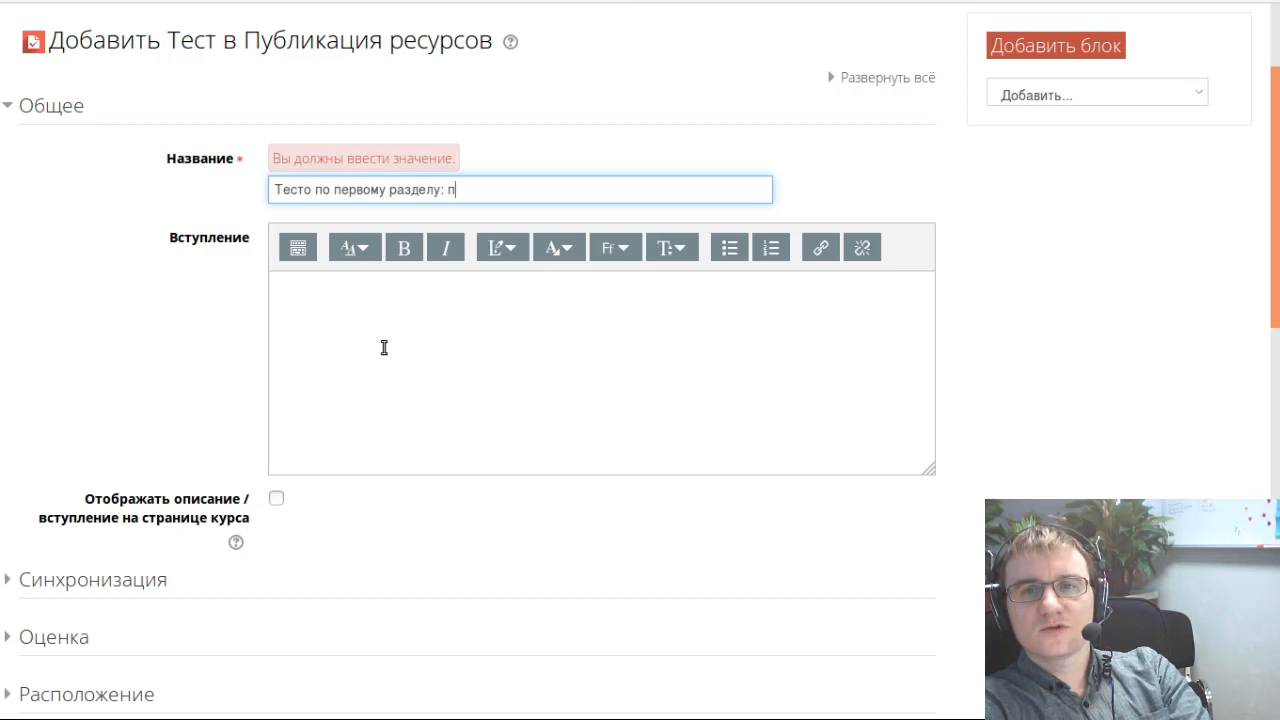 Добавить Тест в Публикация ресурсов
Добавить блок
Добавить...
Развернуть всё
Общее
Название
Вы должны ввести значение.
Тесто по первому разделу: п
Вступление
B
I
Ff
Отображать описание /
вступление на странице курса
Синхронизация
Оценка
Расположение